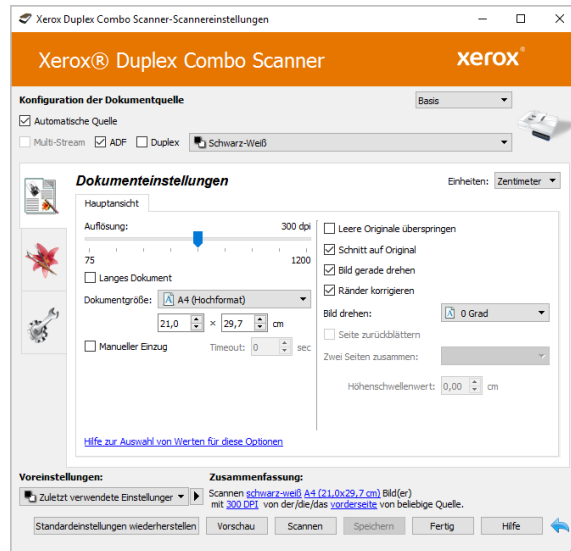 Xerox Duplex Combo Scanner-Scannereinstellungen
Xerox® Duplex Combo Scanner
xerox®
Konfiguration der Dokumentquelle
Basis
Automatische Quelle
Multi-Stream ADF Duplex Schwarz-Weiß
Dokumenteinstellungen
Einheiten: Zentimeter
Hauptansicht
Auflösung: 300 dpi
75 1200
Langes Dokument
Dokumentgröße: A4 (Hochformat)
21,0 × 29,7 cm
Manueller Einzug Timeout: 0 sec
Leere Originale überspringen
Schnitt auf Original
Bild gerade drehen
Ränder korrigieren
Bild drehen: 0 Grad
Seite zurückblättern
Zwei Seiten zusammen:
Höhenschwellenwert: 0,00 cm
Hilfe zur Auswahl von Werten für diese Optionen
Voreinstellungen:
Zuletzt verwendete Einstellunger
Zusammenfassung:
Scannen schwarz-weiß A4 (21,0x29,7 cm) Bild(er)
mit 300 DPI von der/die/das vorderseite von beliebige Quelle.
Standardeinstellungen wiederherstellen Vorschau Scannen Speichern Fertig Hilfe